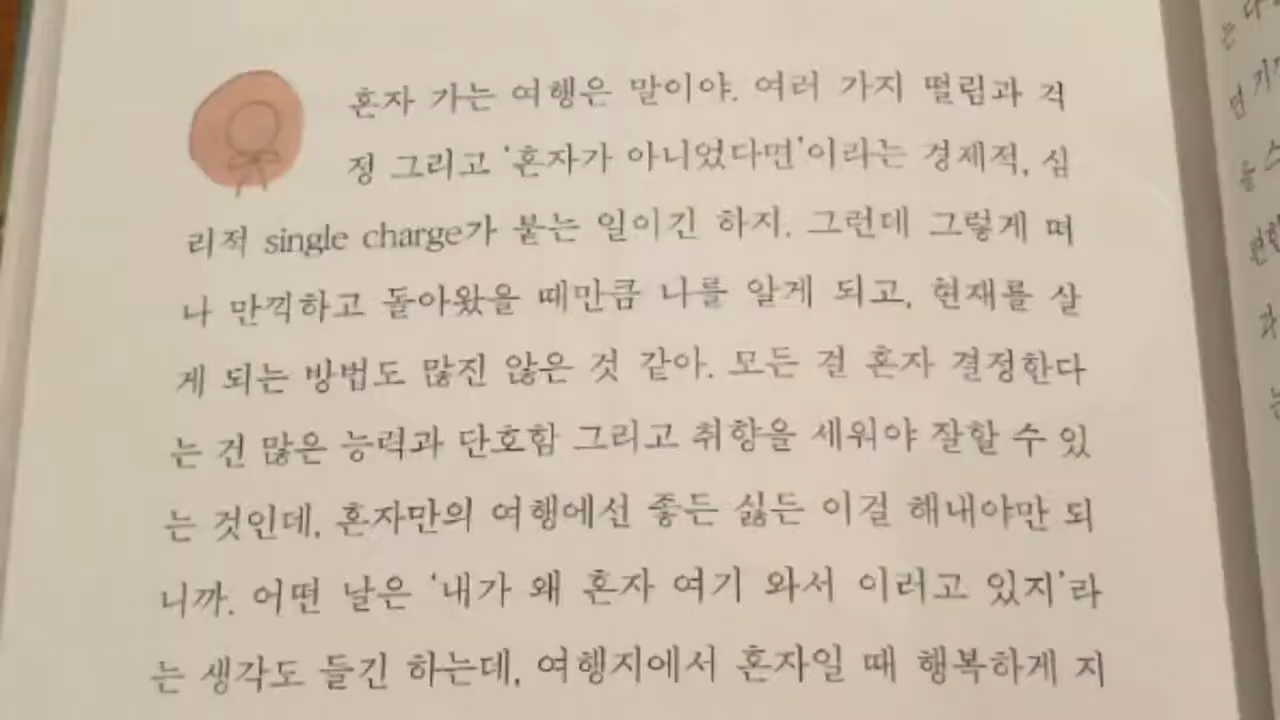 혼자 가는 여행은 말이야. 여러 가지 떨림과 걱
정 그리고 '혼자가 아니었다면'이라는 경제적, 심
리적 single charge가 붙는 일이긴 하지. 그런데 그렇게 떠
나 만끽하고 돌아왔을 때만큼 나를 알게 되고, 현재를 살
게 되는 방법도 많진 않은 것 같아. 모든 걸 혼자 결정한다
는 건 많은 능력과 단호함 그리고 취향을 세워야 잘할 수 있
는 것인데, 혼자만의 여행에선 좋든 싫든 이걸 해내야만 되
니까. 어떤 날은 '내가 왜 혼자 여기 와서 이러고 있지'라
는 생각도 들긴 하는데, 여행지에서 혼자일 때 행복하게 지